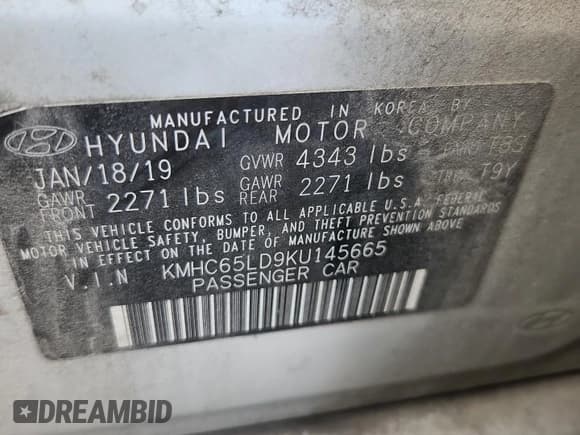 MANUFACTURED IN KOREA BY
HYUNDAI MOTOR COMPANY
JAN/18/19 GVWR 4343 lbs
GAWR FRONT 2271 lbs GAWR REAR 2271 lbs T9Y
THIS VEHICLE CONFORMS TO ALL APPLICABLE U.S.A. FEDERAL
MOTOR VEHICLE SAFETY, BUMPER, AND THEFT PREVENTION STANDARDS
IN EFFECT ON THE DATE OF MANUFACTURE SHOWN ABOVE
V.I.N KMHC65LD9KU145665
PASSENGER CAR
DREAMBID